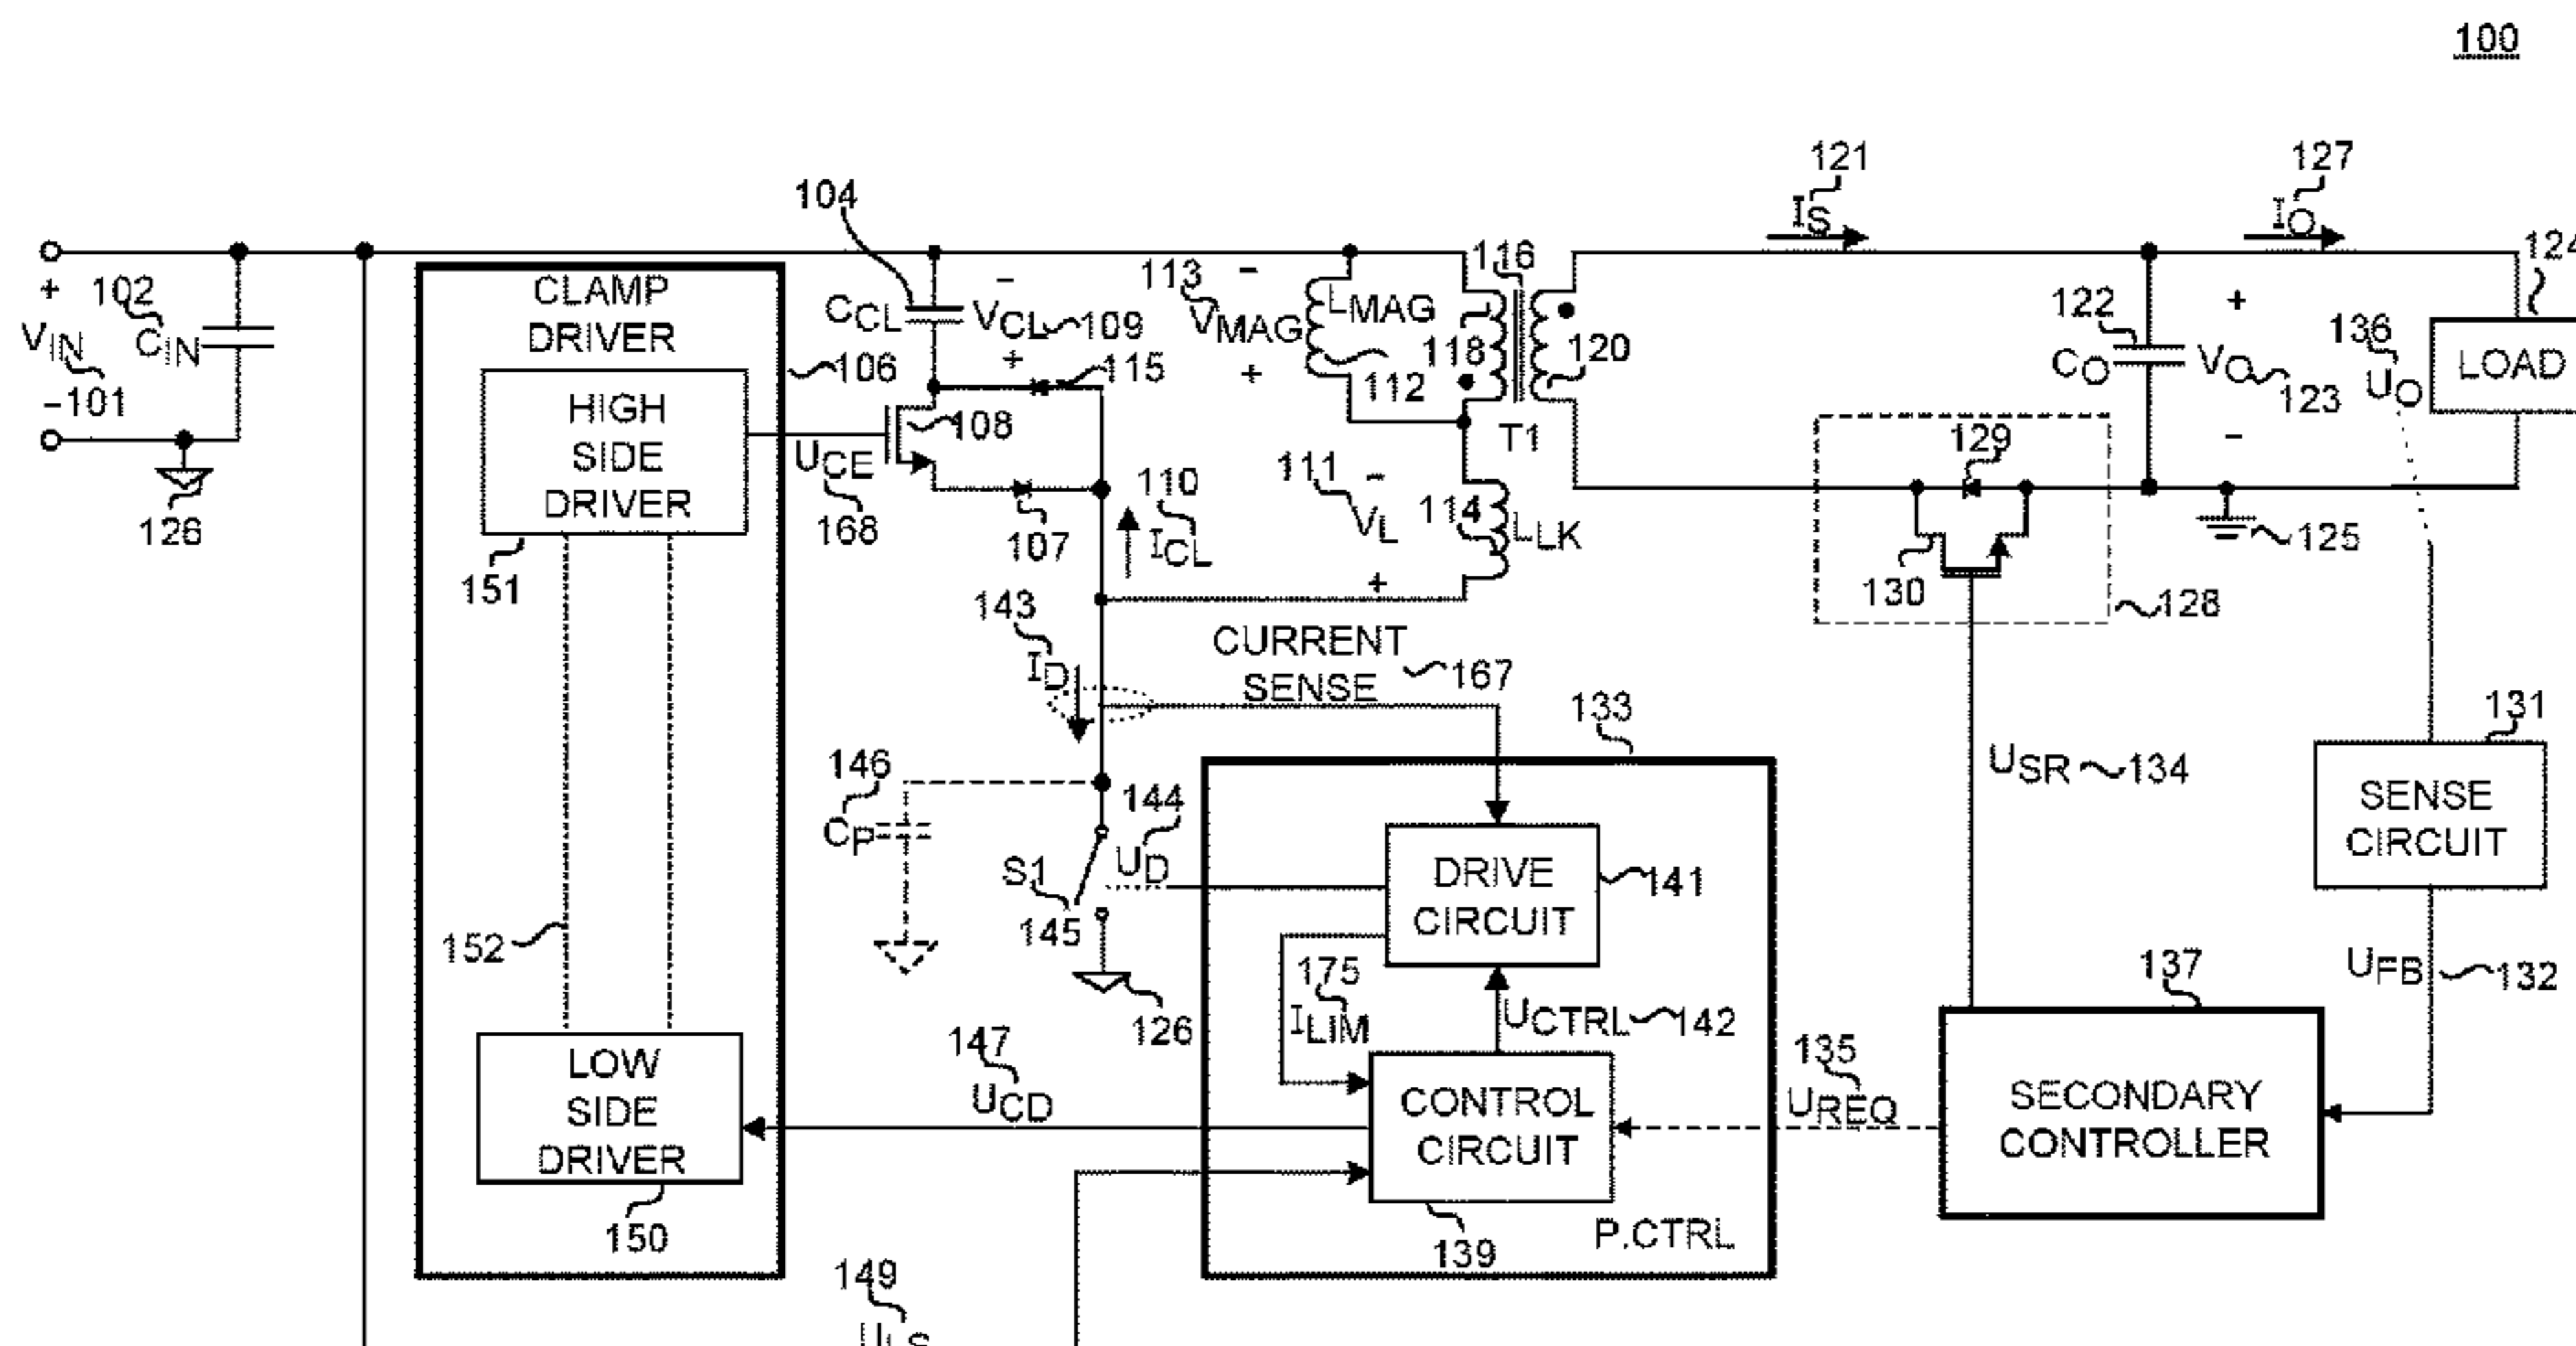 100
121
127
IS
IO
104
124
116
+
102
CIN
VIN
−101
126
CLAMP
DRIVER
106
CCL
−
VCL 109
+
115
113
−
VMAG
+
LMAG
112
118
120
T1
122
CO
+
VO
123
−
136
UO
LOAD
HIGH
SIDE
DRIVER
151
UCE
168
108
107
110
ICL
111
−
VL
+
114
LLK
129
130
128
125
143
ID
CURRENT
SENSE
167
133
131
SENSE
CIRCUIT
USR 134
146
CP
144
UD
S1
145
126
DRIVE
CIRCUIT
141
152
175
ILIM
UCTRL 142
137
UFB 132
LOW
SIDE
DRIVER
150
147
UCD
CONTROL
CIRCUIT
139
P.CTRL
135
UREQ
SECONDARY
CONTROLLER
149